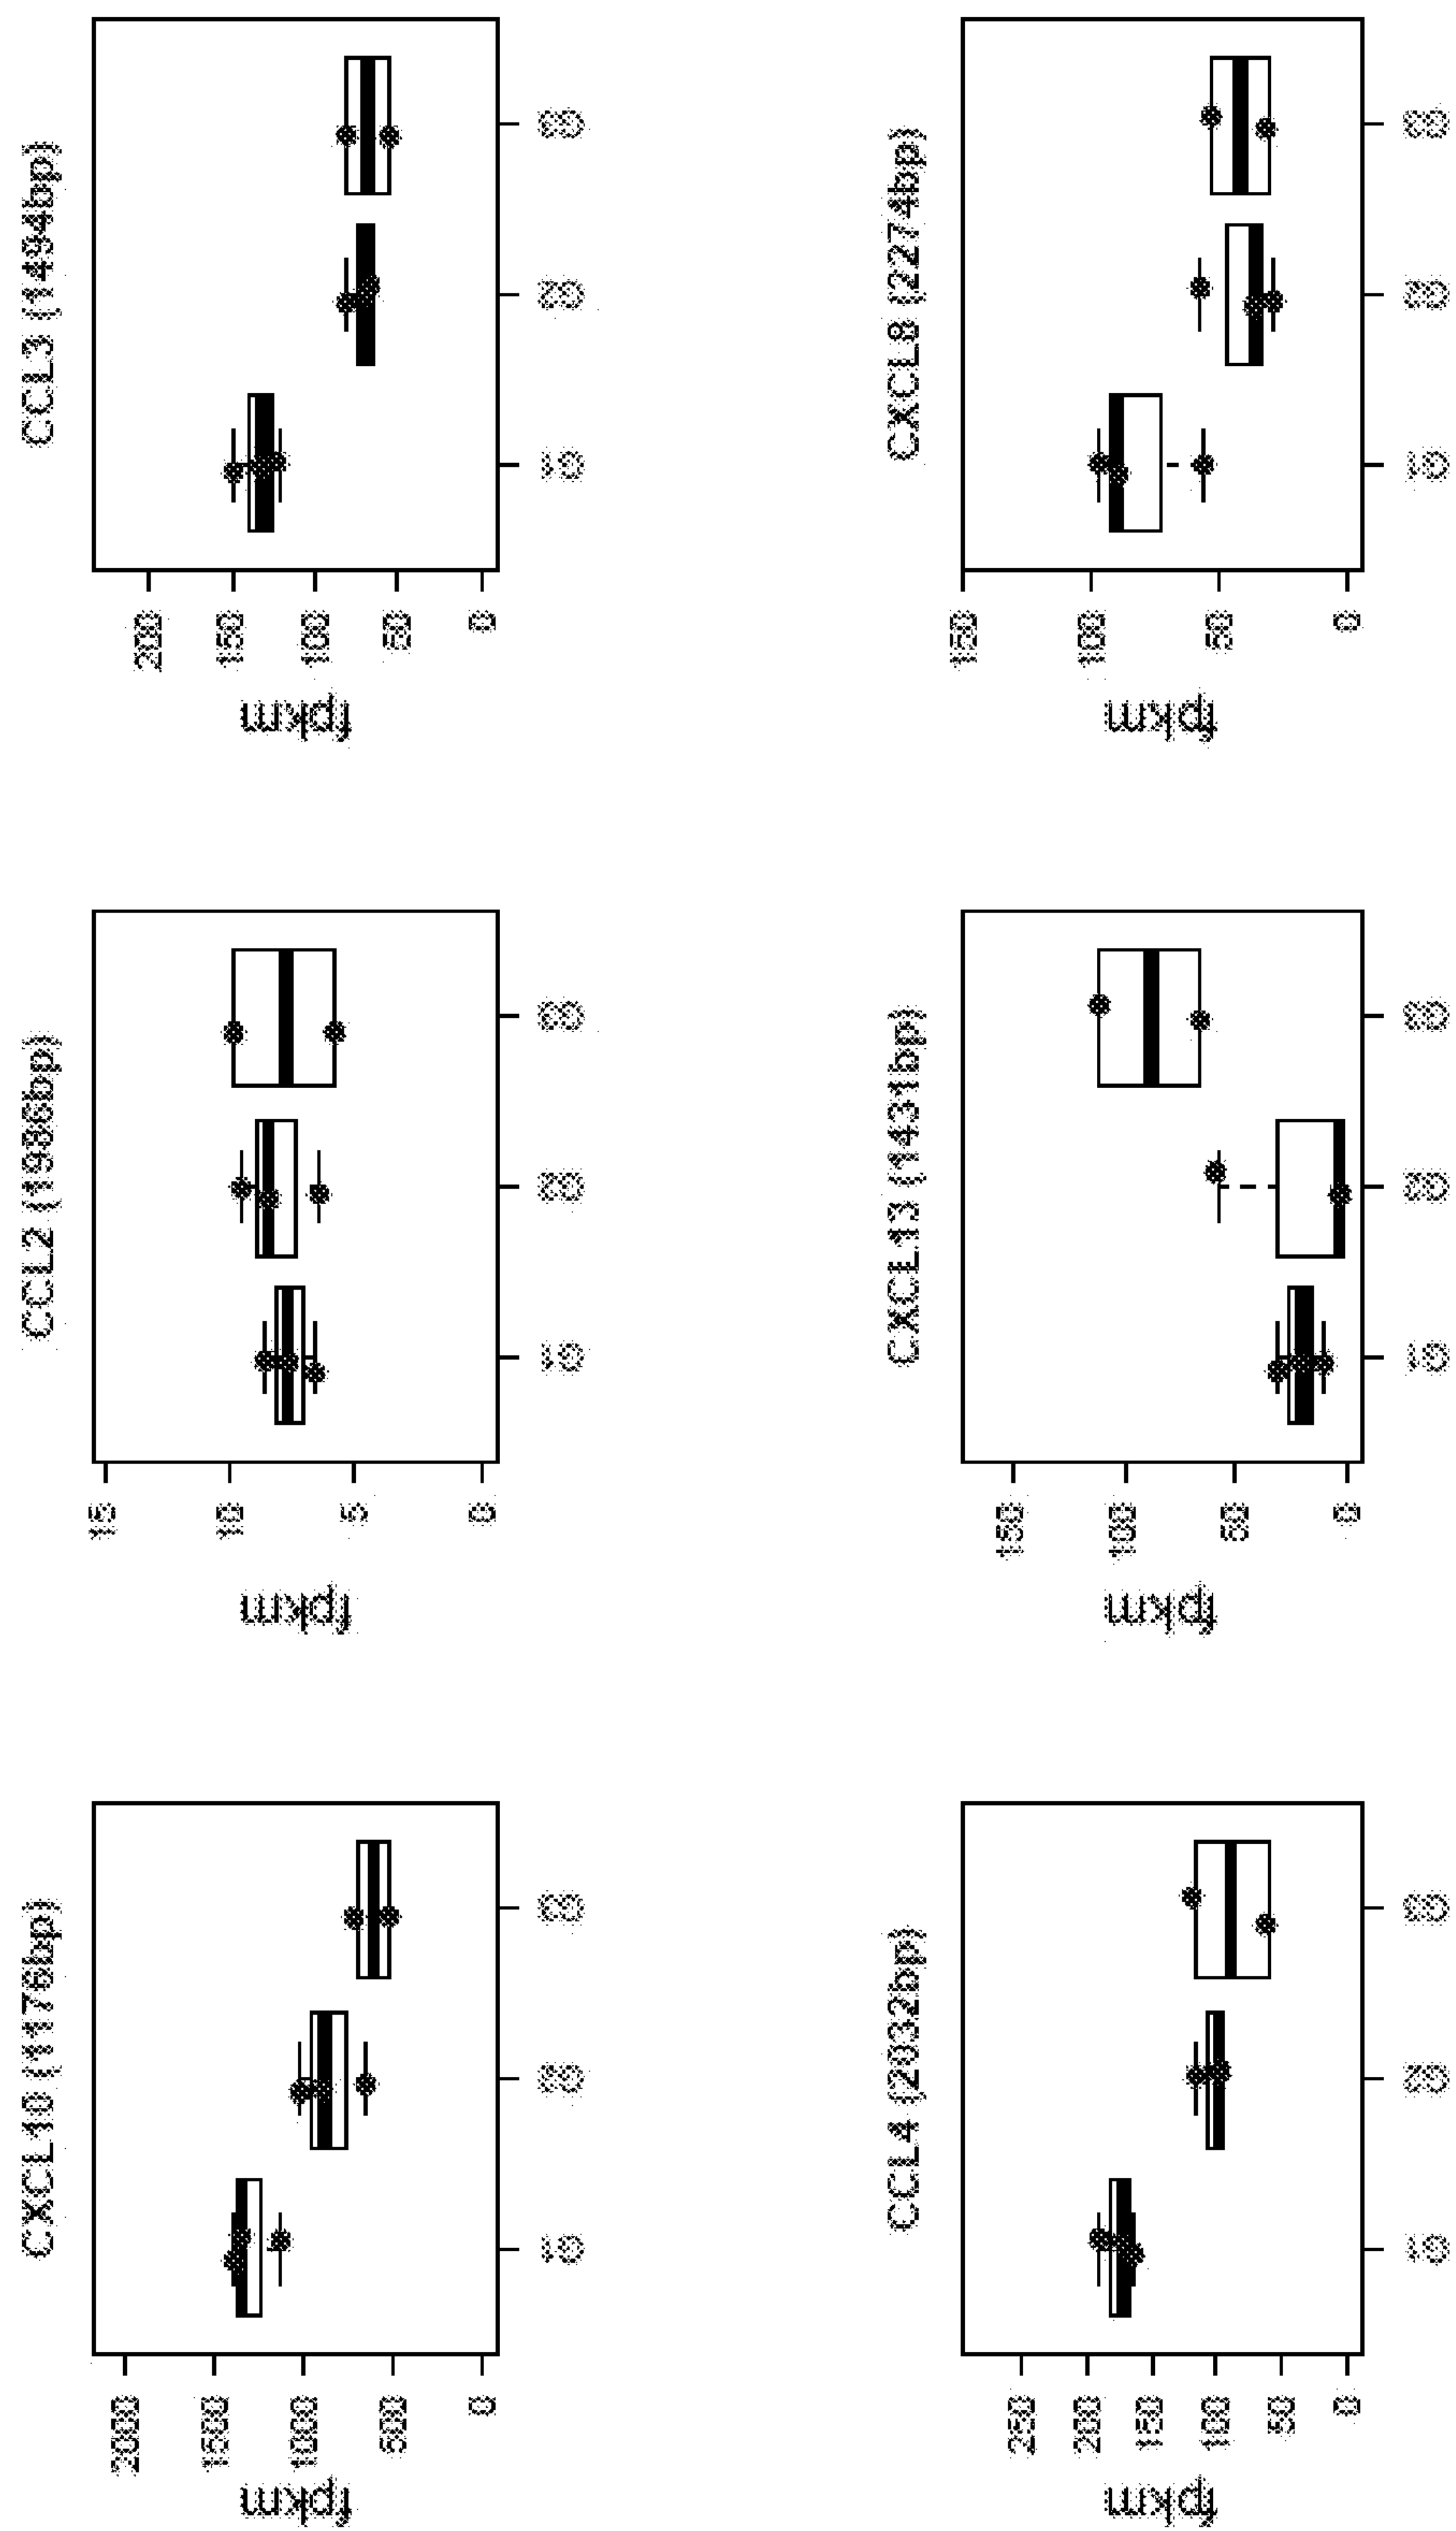 CXCL10 (1176bp)
fpkm
2000
1500
1000
500
0
G1 G2 G3
CCL2 (1986bp)
fpkm
15
10
5
0
G1 G2 G3
CCL3 (1494bp)
fpkm
200
150
100
50
0
G1 G2 G3
CCL4 (2032bp)
fpkm
250
200
150
100
50
0
G1 G2 G3
CXCL13 (1431bp)
fpkm
150
100
50
0
G1 G2 G3
CXCL8 (2274bp)
fpkm
150
100
50
0
G1 G2 G3